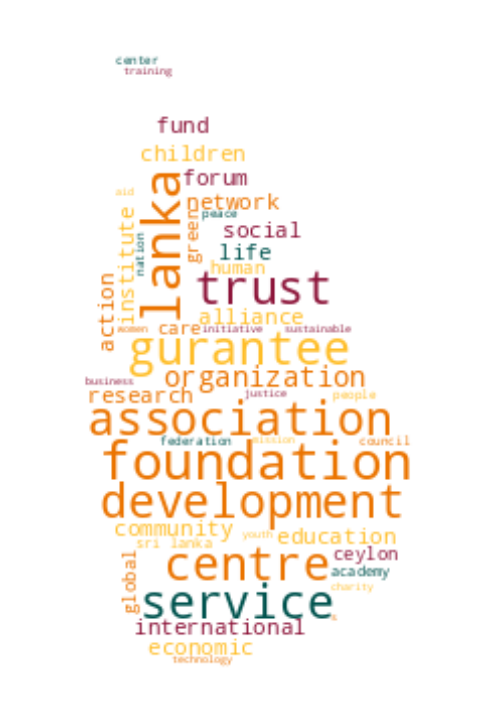 center
training
fund
children
forum
lanka
aid
network
peace
green
institute
social
nation
life
human
trust
action
alliance
women
care
initiative
sustainable
gurantee
organization
business
research
justice
people
association
federation
mission
council
foundation
development
community
youth
education
sri lanka
centre
ceylon
academy
global
charity
service
international
economic
technology